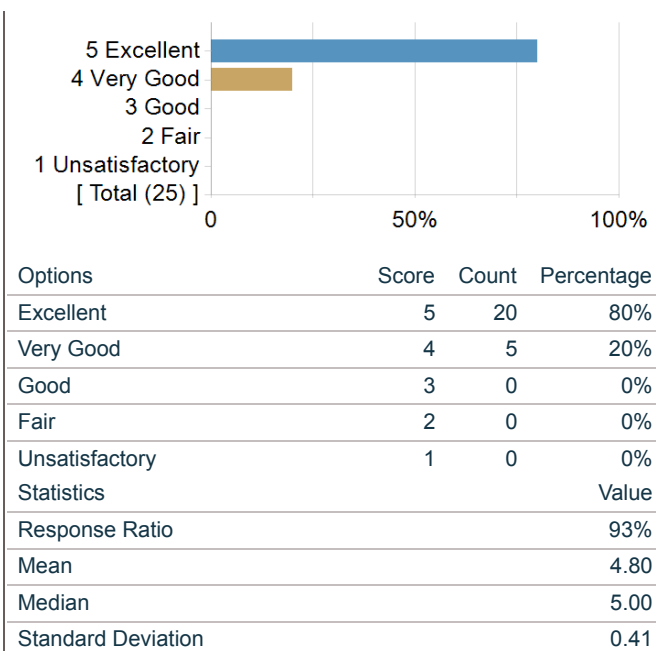 5 Excellent
4 Very Good
3 Good
2 Fair
1 Unsatisfactory
[ Total (25) ]
0 50% 100%
Options Score Count Percentage
Excellent 5 20 80%
Very Good 4 5 20%
Good 3 0 0%
Fair 2 0 0%
Unsatisfactory 1 0 0%
Statistics Value
Response Ratio 93%
Mean 4.80
Median 5.00
Standard Deviation 0.41